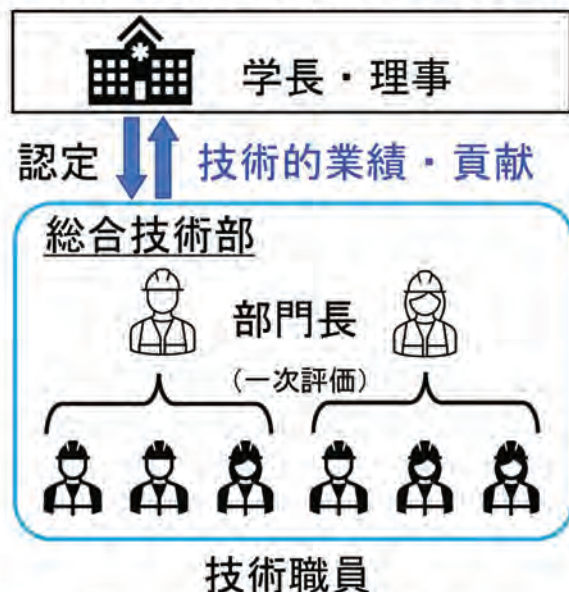 学長・理事
認定
技術的業績・貢献
総合技術部
部門長
(一次評価)
技術職員